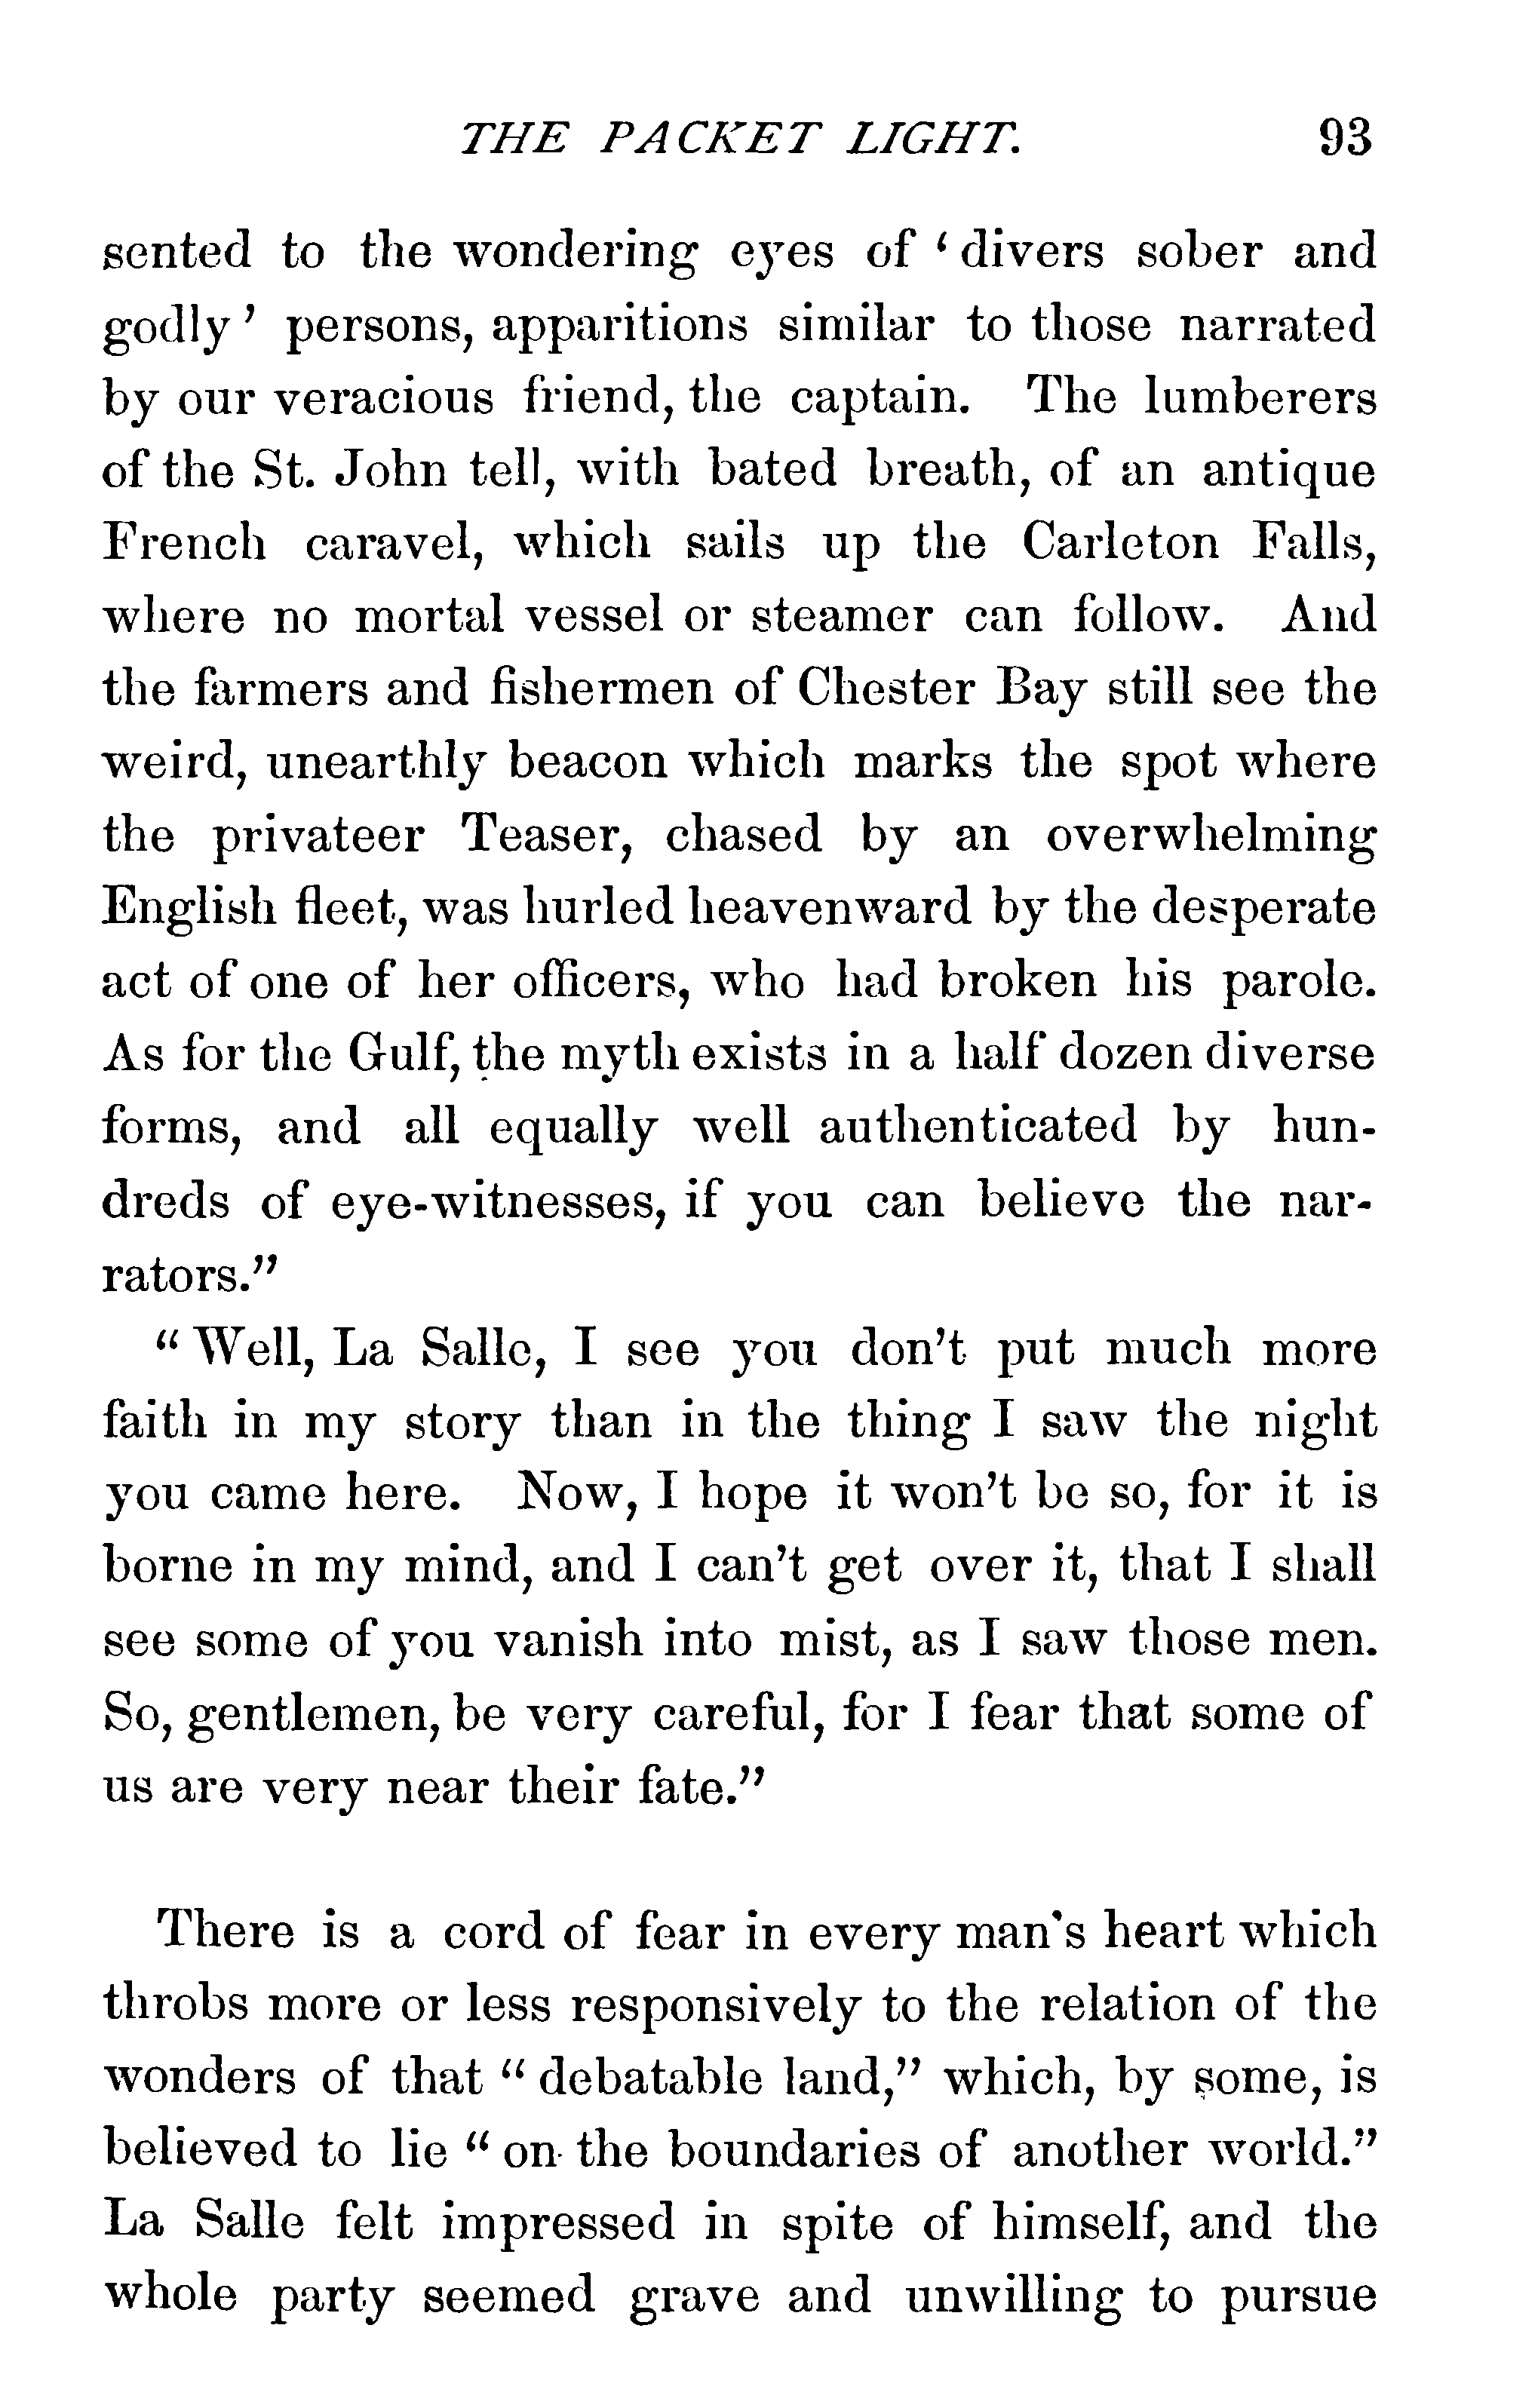 THE PACKET LIGHT. 93
sented to the wondering eyes of ‘ divers sober and
godly ’ persons, apparitions similar to those narrated
by our veracious friend, the captain. The lumberers
of the St. John tell, with bated breath, of an antique
French caravel, which sails up the Carleton Falls,
where no mortal vessel or steamer can follow. And
the farmers and fishermen of Chester Bay still see the
weird, unearthly beacon which marks the spot where
the privateer Teaser, chased by an overwhelming
English fleet, was hurled heavenward by the desperate
act of one of her officers, who had broken his parole.
As for the Gulf, the myth exists in a half dozen diverse
forms, and all equally well authenticated by hun-
dreds of eye-witnesses, if you can believe the nar-
rators.”
“ Well, La Salle, I see you don’t put much more
faith in my story than in the thing I saw the night
you came here. Now, I hope it won’t be so, for it is
borne in my mind, and I can’t get over it, that I shall
see some of you vanish into mist, as I saw those men.
So, gentlemen, be very careful, for I fear that some of
us are very near their fate.”
There is a cord of fear in every man’s heart which
throbs more or less responsively to the relation of the
wonders of that “ debatable land,” which, by some, is
believed to lie “ on the boundaries of another world.”
La Salle felt impressed in spite of himself, and the
whole party seemed grave and unwilling to pursue